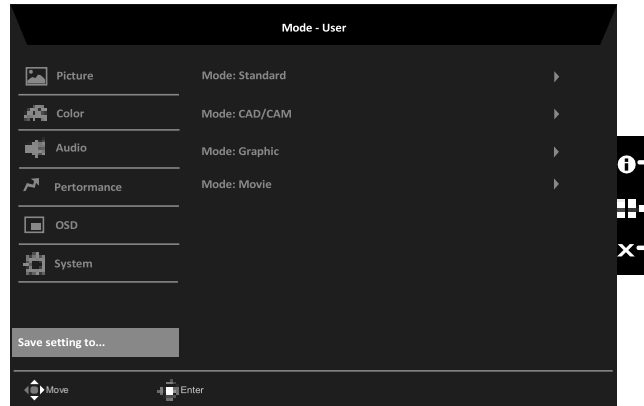 Mode - User
Picture
Mode: Standard
Color
Mode: CAD/CAM
Audio
Mode: Graphic
Pertormance
Mode: Movie
OSD
System
Save setting to...
Move
Enter